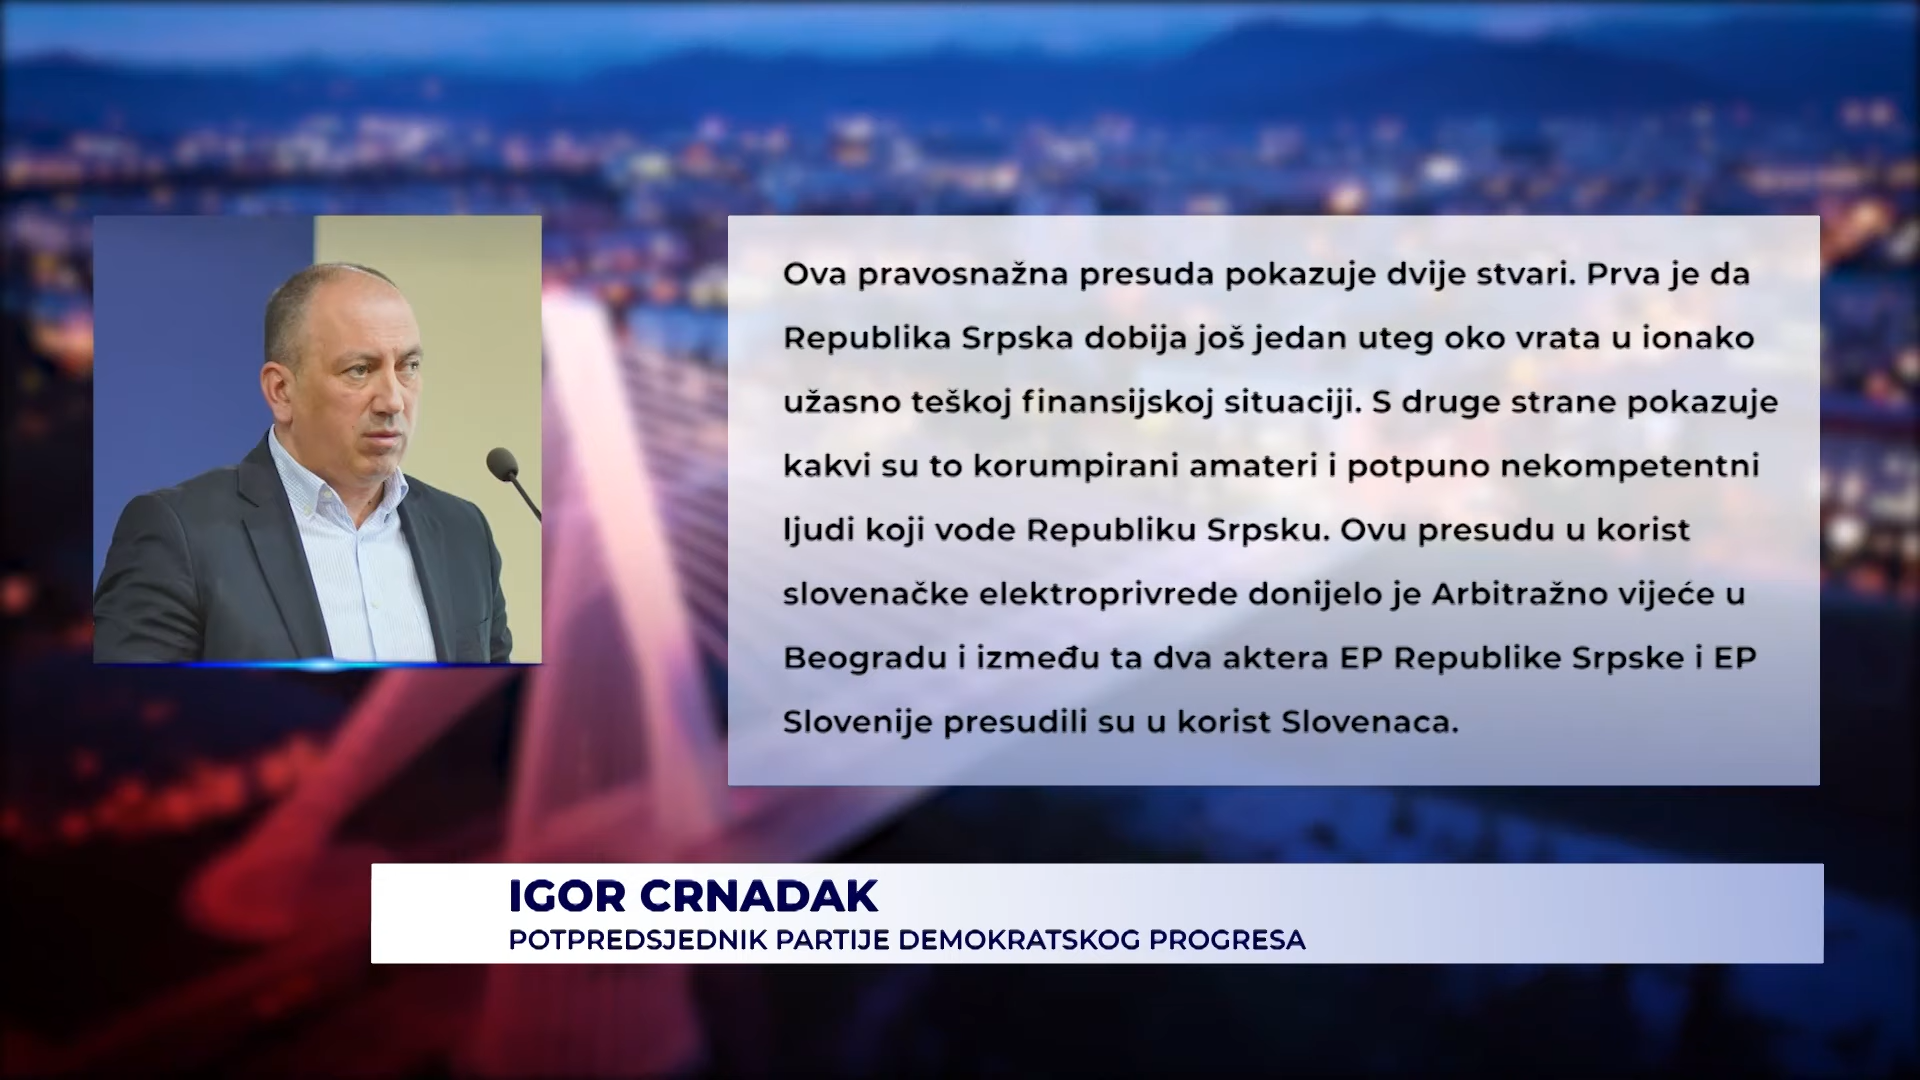 Ova pravosnažna presuda pokazuje dvije stvari. Prva je da
Republika Srpska dobija još jedan uteg oko vrata u ionako
užasno teškoj finansijskoj situaciji. S druge strane pokazuje
kakvi su to korumpirani amateri i potpuno nekompetentni
ljudi koji vode Republiku Srpsku. Ovu presudu u korist
slovenačke elektroprivrede donijelo je Arbitražno vijeće u
Beogradu i između ta dva aktera EP Republike Srpske i EP
Slovenije presudili su u korist Slovenaca.
IGOR CRNADAK
POTPREDSJEDNIK PARTIJE DEMOKRATSKOG PROGRESA